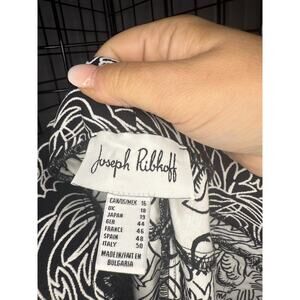 Joseph Ribkoff
CAN/US/MEX 16
UK 18
JAPAN 19
GER 44
FRANCE 46
SPAIN 48
ITALY 50
MADE IN/FAIT EN
BULGARIA